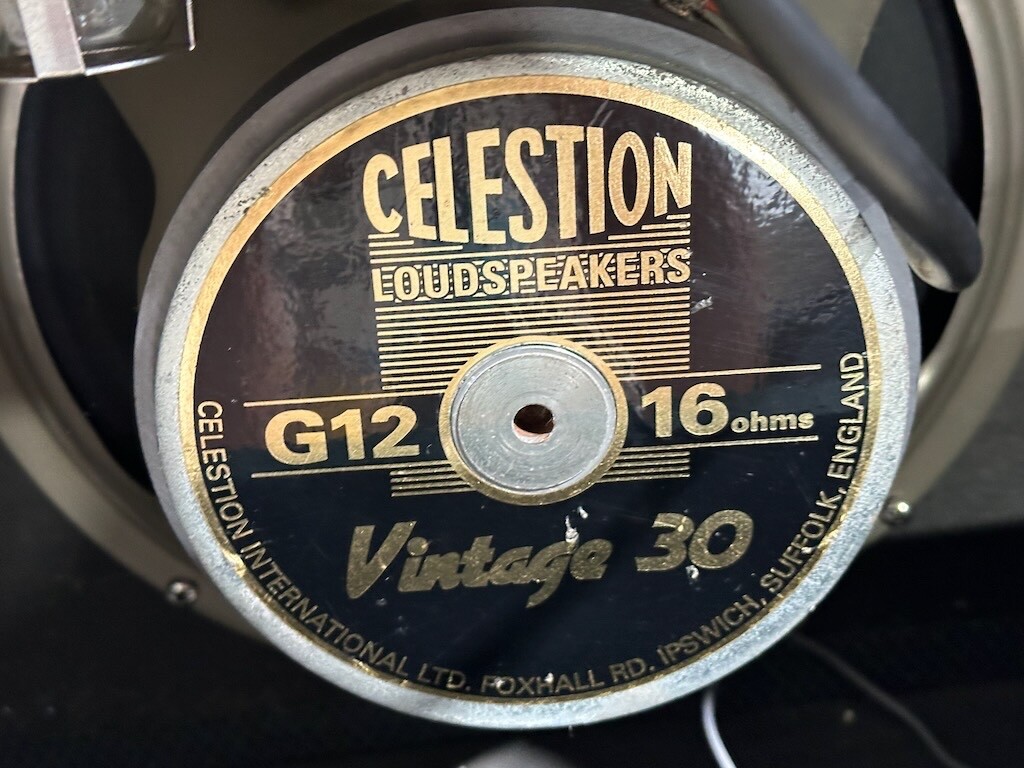 CELESTION
LOUDSPEAKERS
G12
16 ohms
Vintage 30
CELESTION INTERNATIONAL LTD. FOXHALL RD. IPSWICH, SUFFOLK, ENGLAND